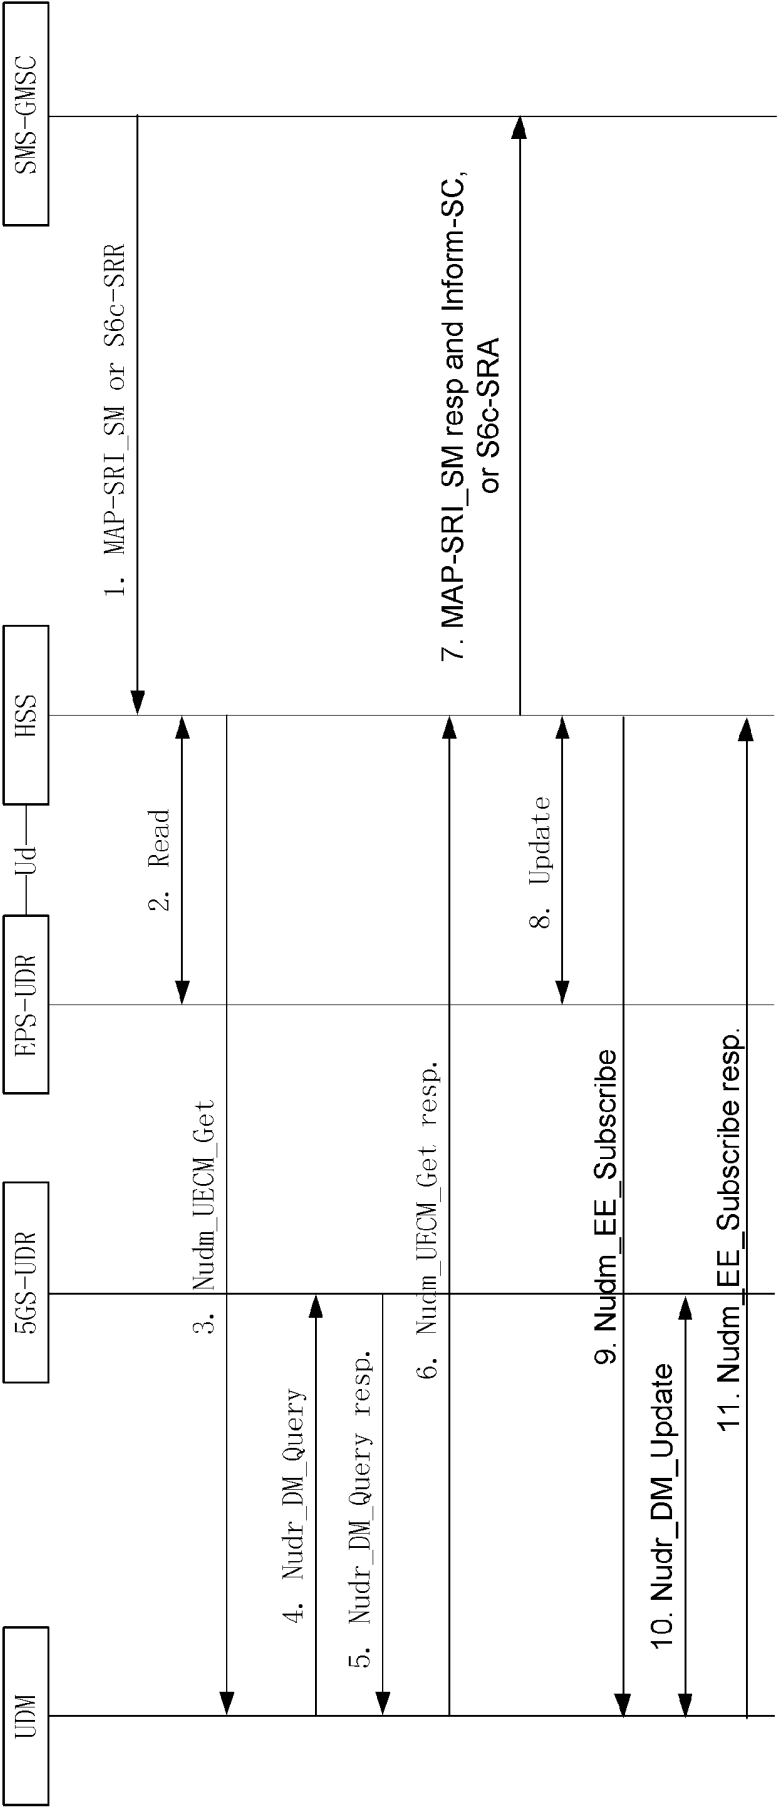 UDM
5GS-UDR
EPS-UDR
Ud
HSS
SMS-GMSC
1. MAP-SRI_SM or S6c-SRR
2. Read
3. Nudm_UECM_Get
4. Nudr_DM_Query
5. Nudr_DM_Query resp.
6. Nudm_UECM_Get resp.
7. MAP-SRI_SM resp and Inform-SC,
or S6c-SRA
8. Update
9. Nudm_EE_Subscribe
10. Nudr_DM_Update
11. Nudm_EE_Subscribe resp.